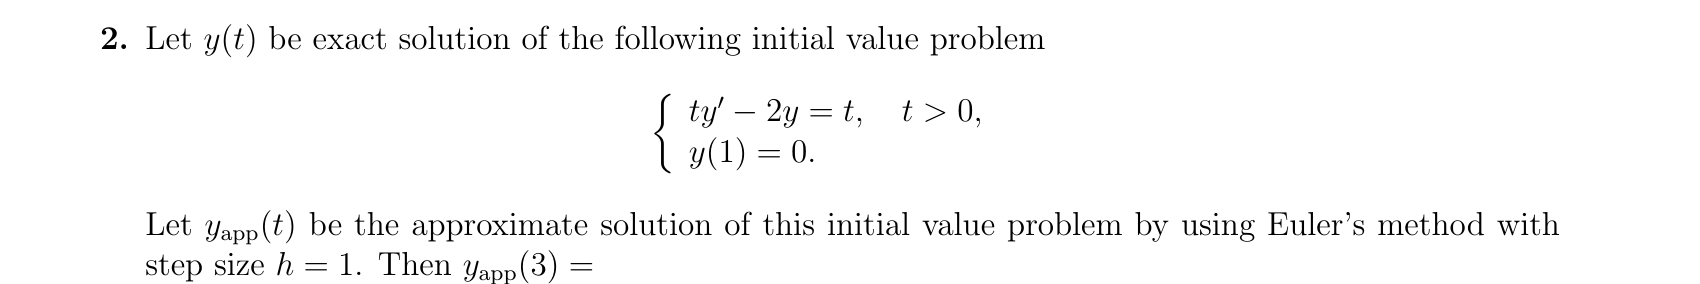 2. Let y(t) be exact solution of the following initial value problem
{ ty′ − 2y = t, t > 0,
y(1) = 0.
Let y_app(t) be the approximate solution of this initial value problem by using Euler's method with
step size h = 1. Then y_app(3) =